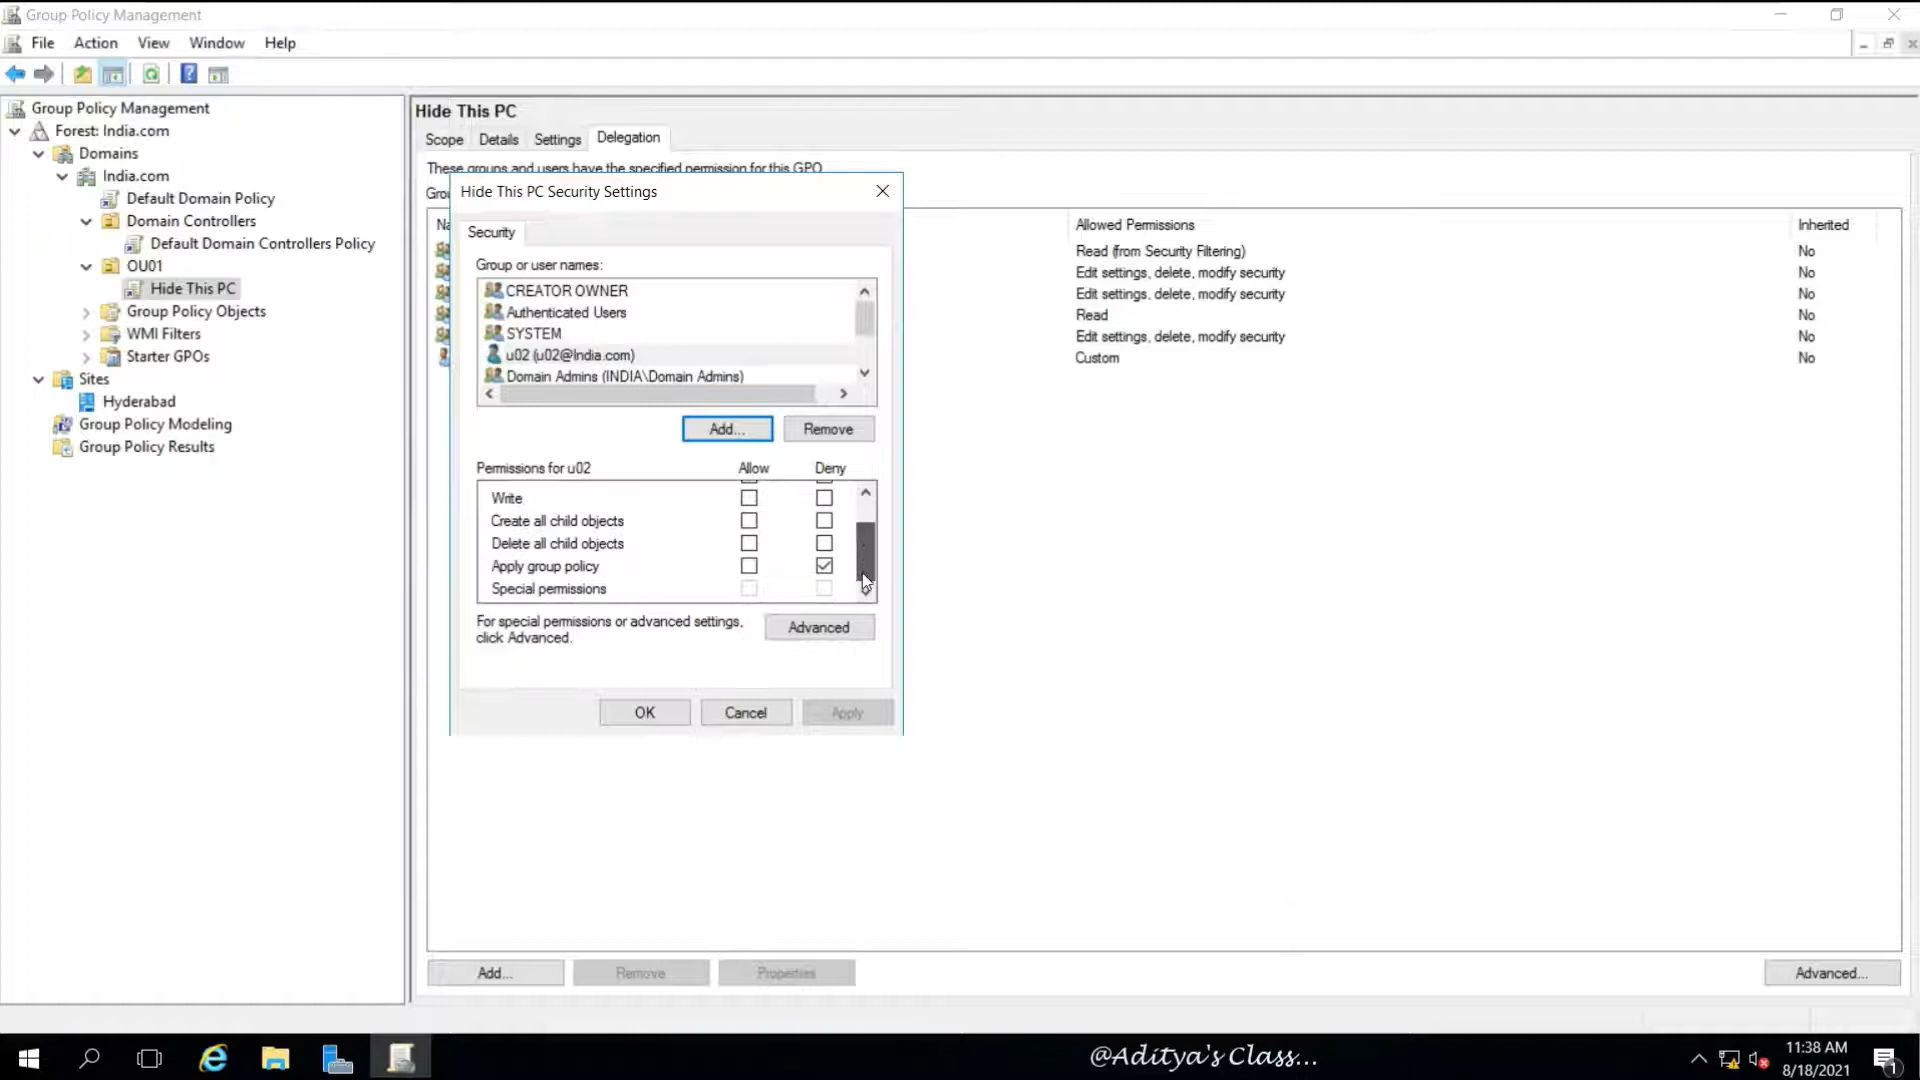 Group Policy Management
File Action View Window Help
Group Policy Management
Forest: India.com
Domains
India.com
Default Domain Policy
Domain Controllers
Default Domain Controllers Policy
OU01
Hide This PC
Group Policy Objects
WMI Filters
Starter GPOs
Sites
Hyderabad
Group Policy Modeling
Group Policy Results
Hide This PC
Scope Details Settings Delegation
These groups and users have the specified permission for this GPO
Allowed Permissions Inherited
Read (from Security Filtering) No
Edit settings, delete, modify security No
Edit settings, delete, modify security No
Read No
Edit settings, delete, modify security No
Custom No
Hide This PC Security Settings
Security
Group or user names:
CREATOR OWNER
Authenticated Users
SYSTEM
u02 (u02@India.com)
Domain Admins (INDIA\Domain Admins)
Add... Remove
Permissions for u02 Allow Deny
Write
Create all child objects
Delete all child objects
Apply group policy
Special permissions
For special permissions or advanced settings,
click Advanced.
Advanced
OK Cancel Apply
Add... Remove Properties Advanced...
@Aditya's Class...
11:38 AM
8/18/2021
1